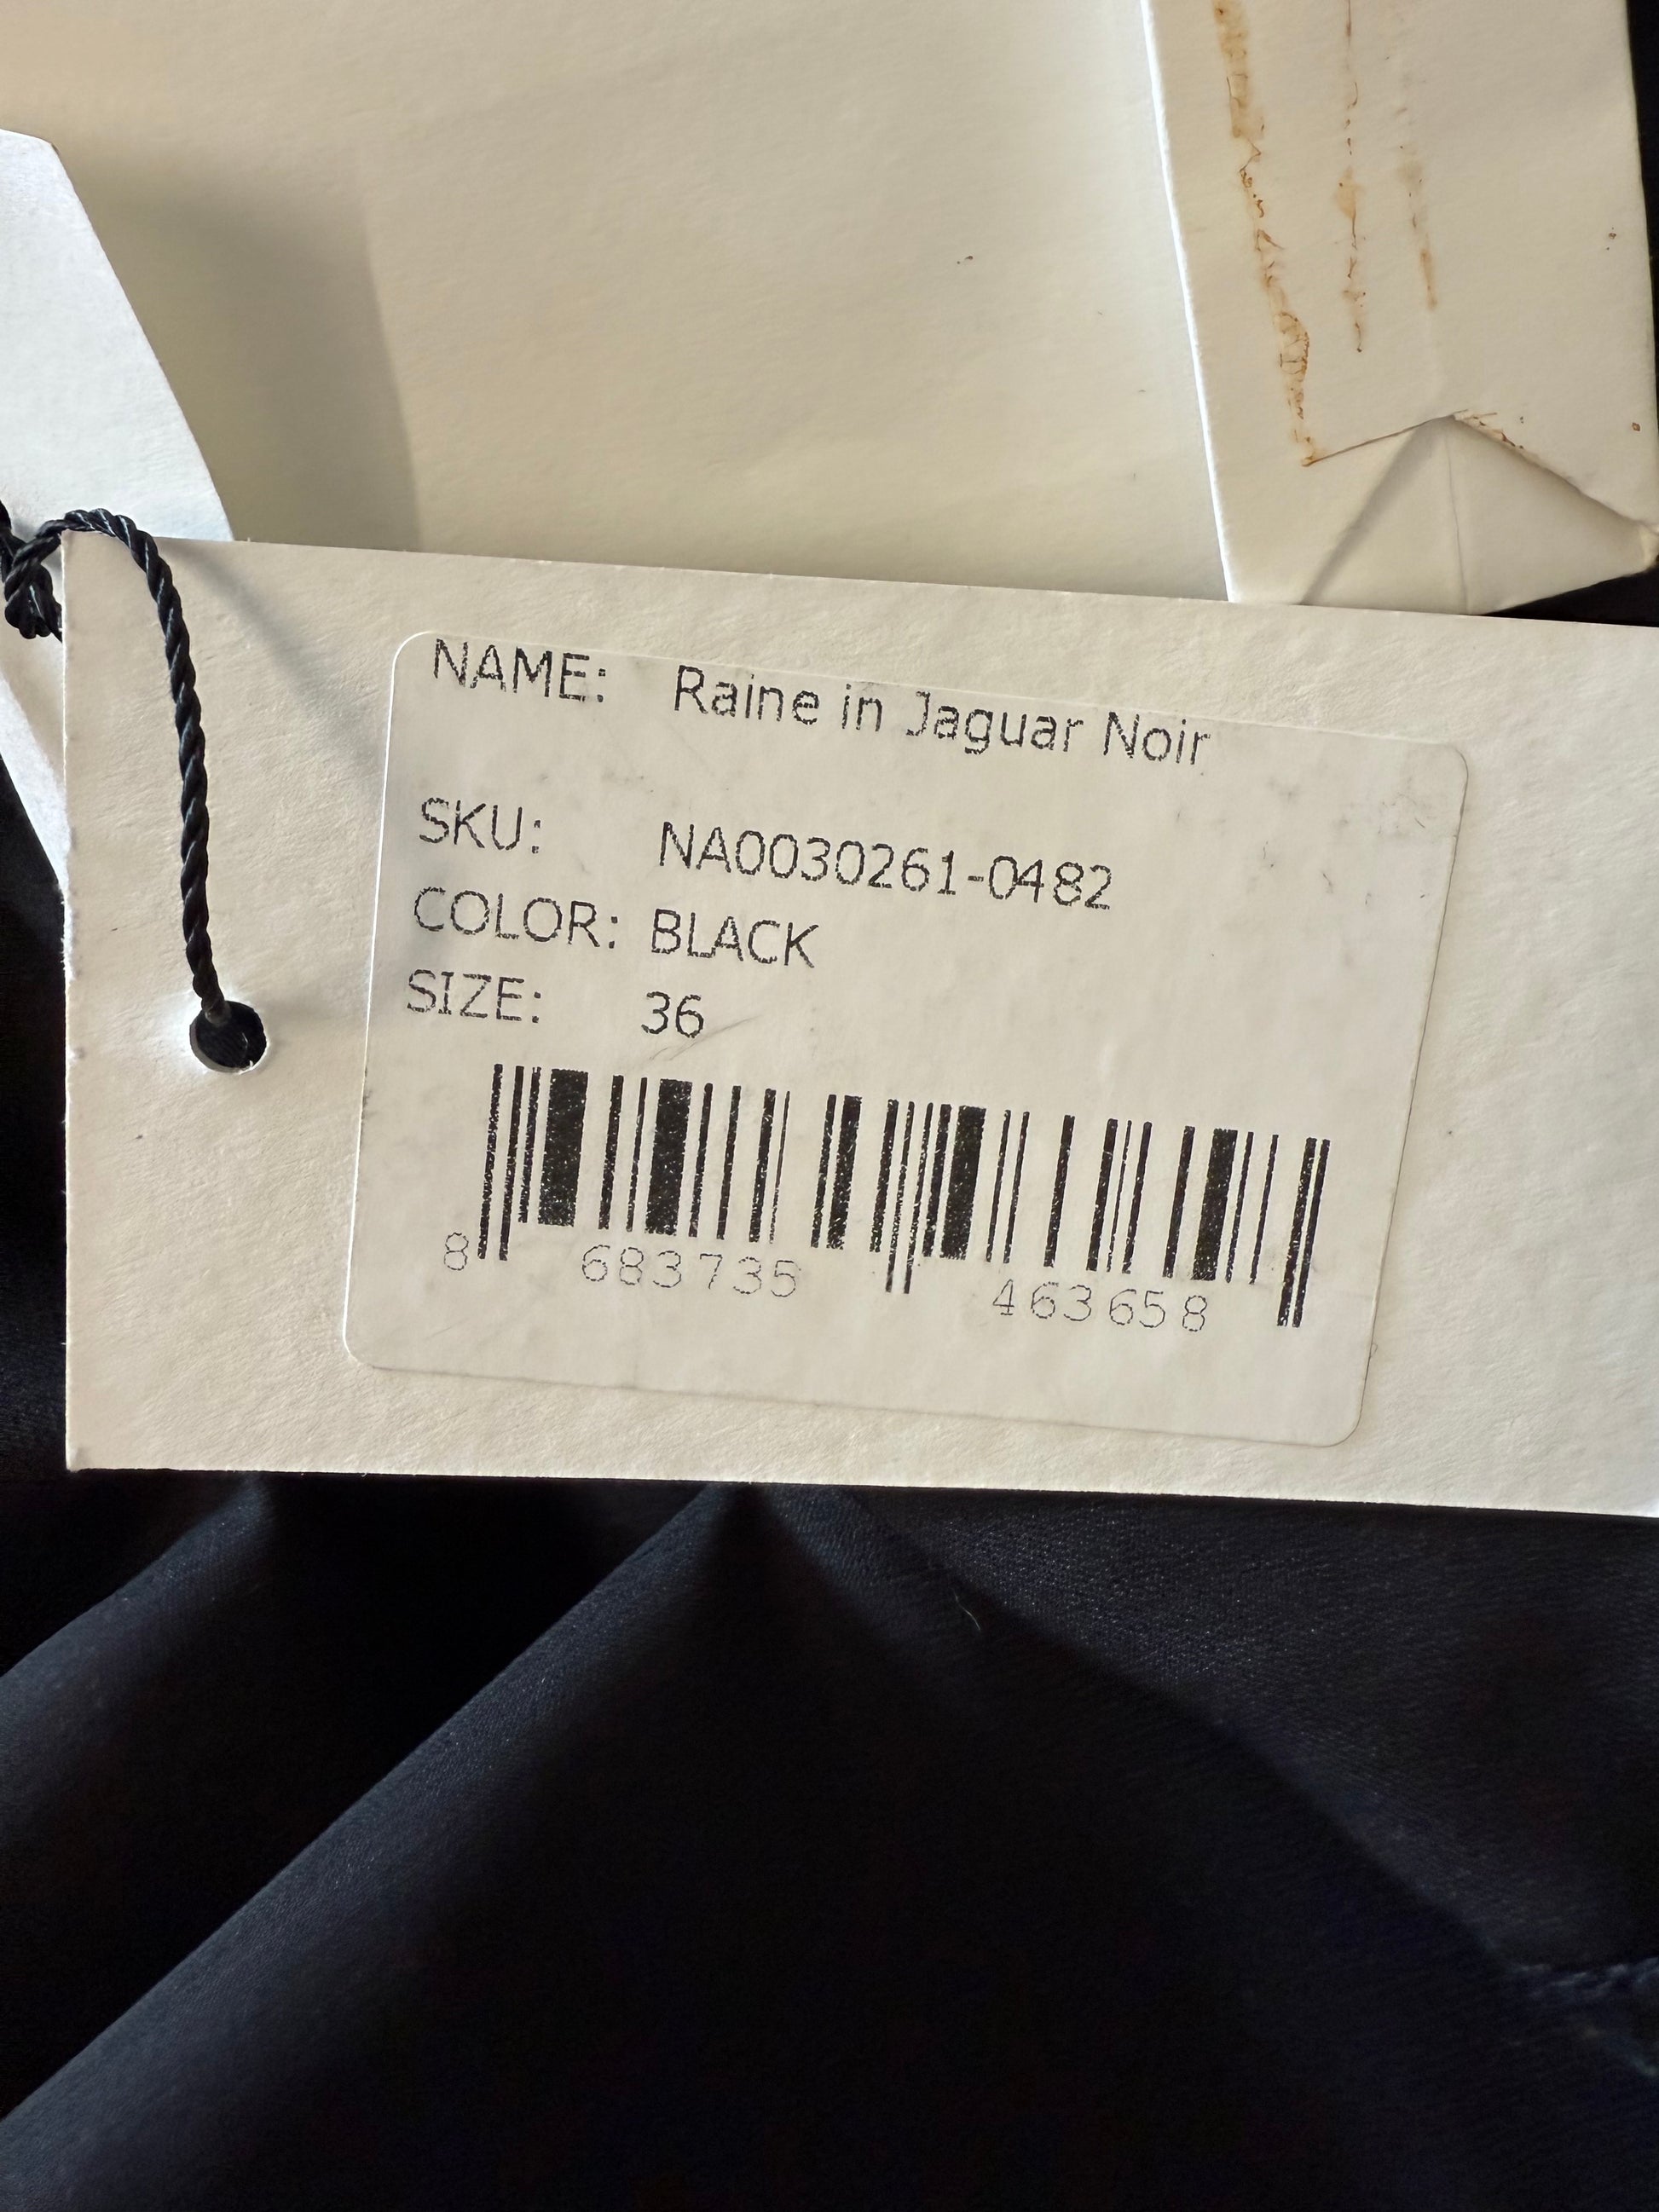 NAME: Raine in Jaguar Noir
SKU: NA0030261-0482
COLOR: BLACK
SIZE: 36
8 683735 463658